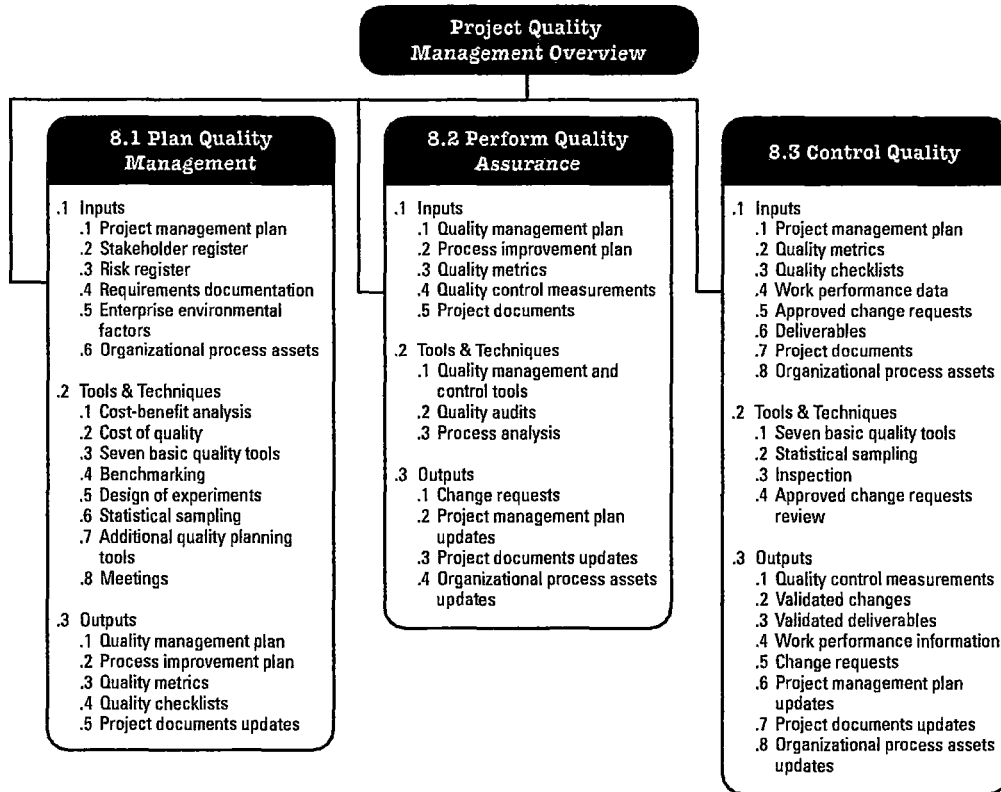 Project Quality
Management Overview
8.1 Plan Quality
Management
.1 Inputs
.1 Project management plan
.2 Stakeholder register
.3 Risk register
.4 Requirements documentation
.5 Enterprise environmental
factors
.6 Organizational process assets
.2 Tools & Techniques
.1 Cost-benefit analysis
.2 Cost of quality
.3 Seven basic quality tools
.4 Benchmarking
.5 Design of experiments
.6 Statistical sampling
.7 Additional quality planning
tools
.8 Meetings
.3 Outputs
.1 Quality management plan
.2 Process improvement plan
.3 Quality metrics
.4 Quality checklists
.5 Project documents updates
8.2 Perform Quality
Assurance
.1 Inputs
.1 Quality management plan
.2 Process improvement plan
.3 Quality metrics
.4 Quality control measurements
.5 Project documents
.2 Tools & Techniques
.1 Quality management and
control tools
.2 Quality audits
.3 Process analysis
.3 Outputs
.1 Change requests
.2 Project management plan
updates
.3 Project documents updates
.4 Organizational process assets
updates
8.3 Control Quality
.1 Inputs
.1 Project management plan
.2 Quality metrics
.3 Quality checklists
.4 Work performance data
.5 Approved change requests
.6 Deliverables
.7 Project documents
.8 Organizational process assets
.2 Tools & Techniques
.1 Seven basic quality tools
.2 Statistical sampling
.3 Inspection
.4 Approved change requests
review
.3 Outputs
.1 Quality control measurements
.2 Validated changes
.3 Validated deliverables
.4 Work performance information
.5 Change requests
.6 Project management plan
updates
.7 Project documents updates
.8 Organizational process assets
updates